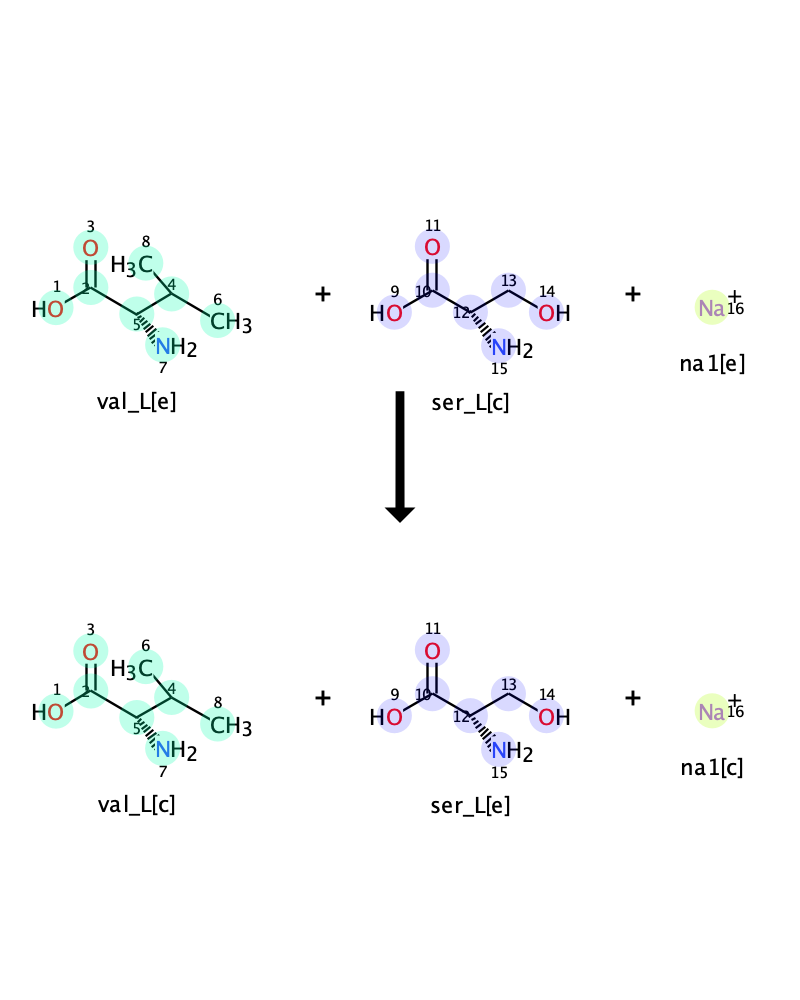 3
8
O
H3C
1
2
4
6
HO
5
CH3
NH2
7
val_L[e]
+
11
O
9
10
13
14
HO
12
OH
NH2
15
ser_L[c]
+
Na+
16
na1[e]
3
6
O
H3C
1
2
4
8
HO
5
CH3
NH2
7
val_L[c]
+
11
O
9
10
13
14
HO
12
OH
NH2
15
ser_L[e]
+
Na+
16
na1[c]